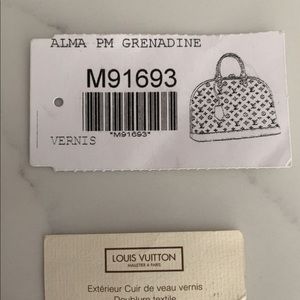 ALMA PM GRENADINE
M91693
"M91693"
VERNIS
LOUIS VUITTON
MALLETIER A PARIS
Extérieur Cuir de veau vernis
Doublure textile